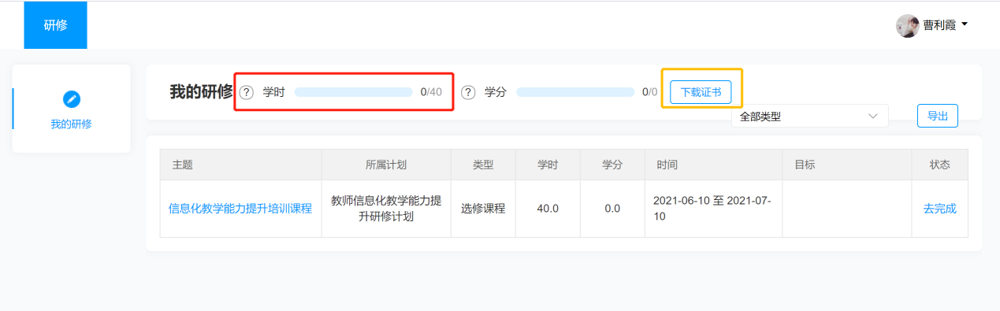 研修
曹利霞
我的研修
我的研修
? 学时 0/40
? 学分 0/0
下载证书
全部类型
导出
主题 所属计划 类型 学时 学分 时间 目标 状态
信息化教学能力提升培训课程
教师信息化教学能力提
升研修计划
选修课程
40.0
0.0
2021-06-10 至 2021-07-
10
去完成